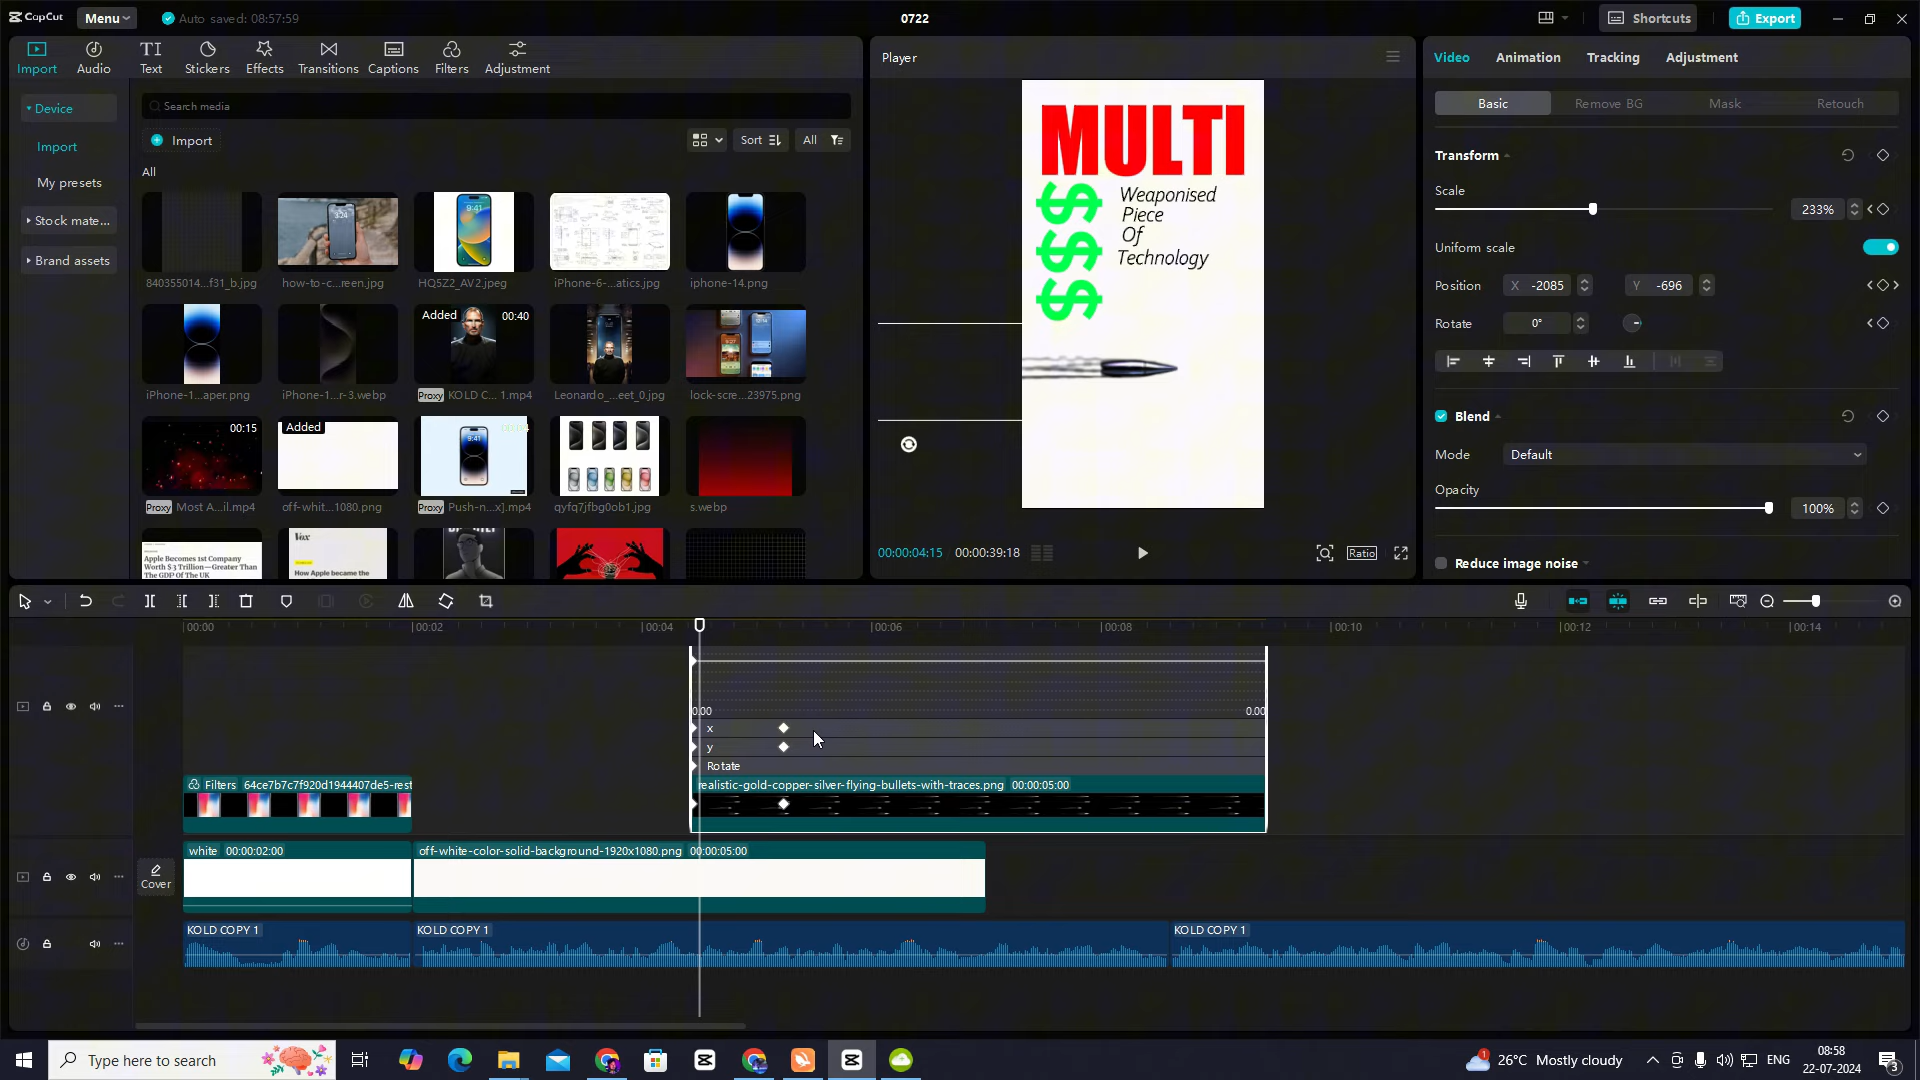 CapCut
Menu
Auto saved: 08:57:59
0722
Shortcuts
Export
Import
Audio
TI
Text
Stickers
Effects
Transitions
Captions
Filters
Adjustment
Device
Import
My presets
Stock mate...
Brand assets
Search media
Import
Sort
All
All
840355014...f31_b.jpg
how-to-c...reen.jpg
HQ5Z2_AV2.jpeg
iPhone-6-...atics.jpg
iphone-14.png
Added
00:40
iPhone-1...aper.png
iPhone-1...r-3.webp
Proxy
KOLD C... 1.mp4
Leonardo_...eet_0.jpg
lock-scre...23975.png
00:15
Added
Proxy
Most A...il.mp4
off-whit...1080.png
Proxy
Push-n...x].mp4
qyfq7jfbg0ob1.jpg
s.webp
Apple Becomes 1st Company
Worth $ 3 Trillion—Greater Than
The GDP Of The UK
Vox
How Apple became the
Player
MULTI
$
$
$
Weaponised
Piece
Of
Technology
00:00:04:15
00:00:39:18
Ratio
Video
Animation
Tracking
Adjustment
Basic
Remove BG
Mask
Retouch
Transform
Scale
233%
Uniform scale
Position
X -2085
Y -696
Rotate
0°
Blend
Mode
Default
Opacity
100%
Reduce image noise
00:00
00:02
00:04
00:06
00:08
00:10
00:12
00:14
0.00
0.00
x
y
Rotate
Filters 64ce7b7c7f920d1944407de5-rest
realistic-gold-copper-silver-flying-bullets-with-traces.png 00:00:05:00
Cover
white 00:00:02:00
off-white-color-solid-background-1920x1080.png 00:00:05:00
KOLD COPY 1
KOLD COPY 1
KOLD COPY 1
Type here to search
1
26°C Mostly cloudy
ENG
08:58
22-07-2024
3